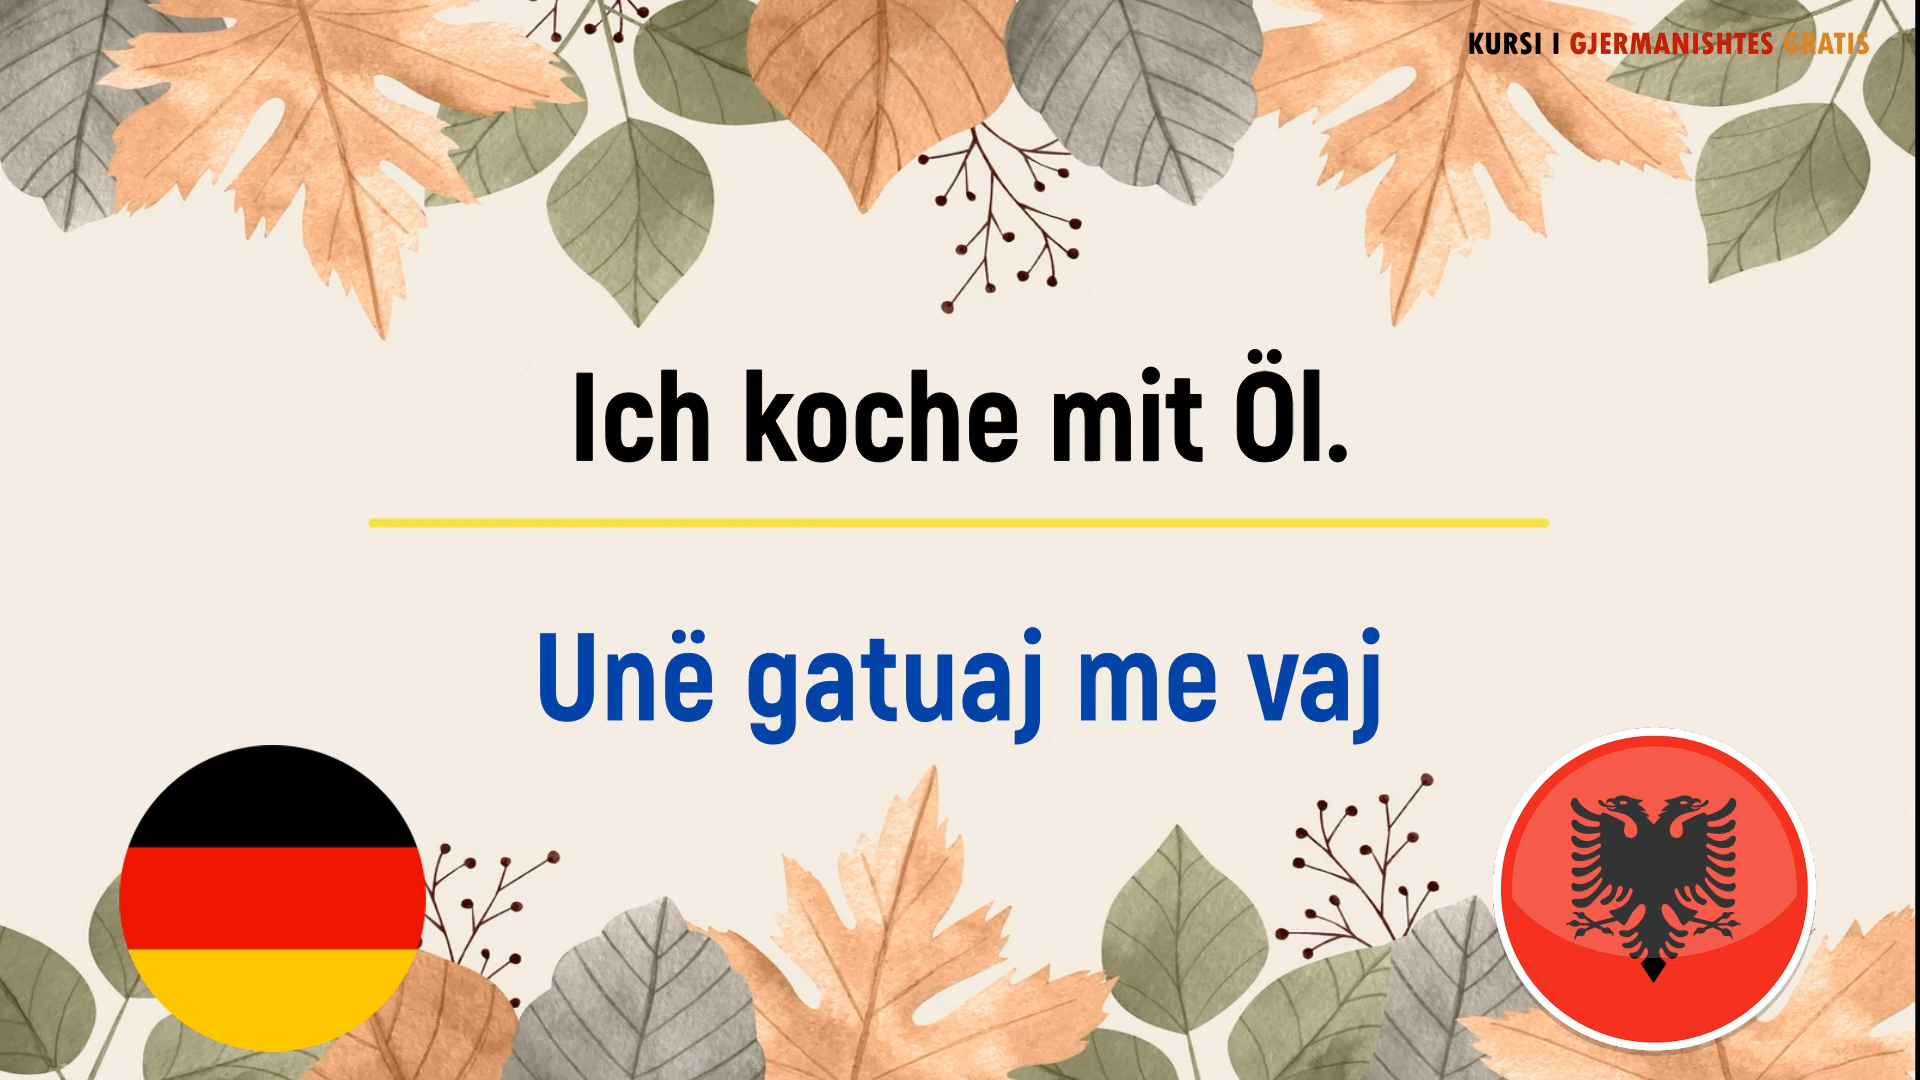 KURSI I GJERMANISHTES GRATIS
Ich koche mit Öl.
Unë gatuaj me vaj